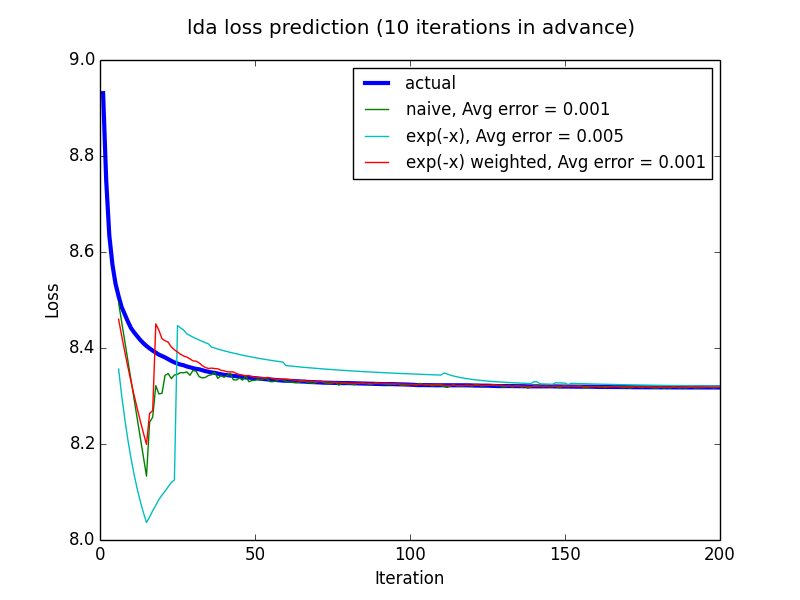 lda loss prediction (10 iterations in advance)
9.0
actual
naive, Avg error = 0.001
exp(-x), Avg error = 0.005
exp(-x) weighted, Avg error = 0.001
8.8
8.6
Loss
8.4
8.2
8.0
0 50 100 150 200
Iteration